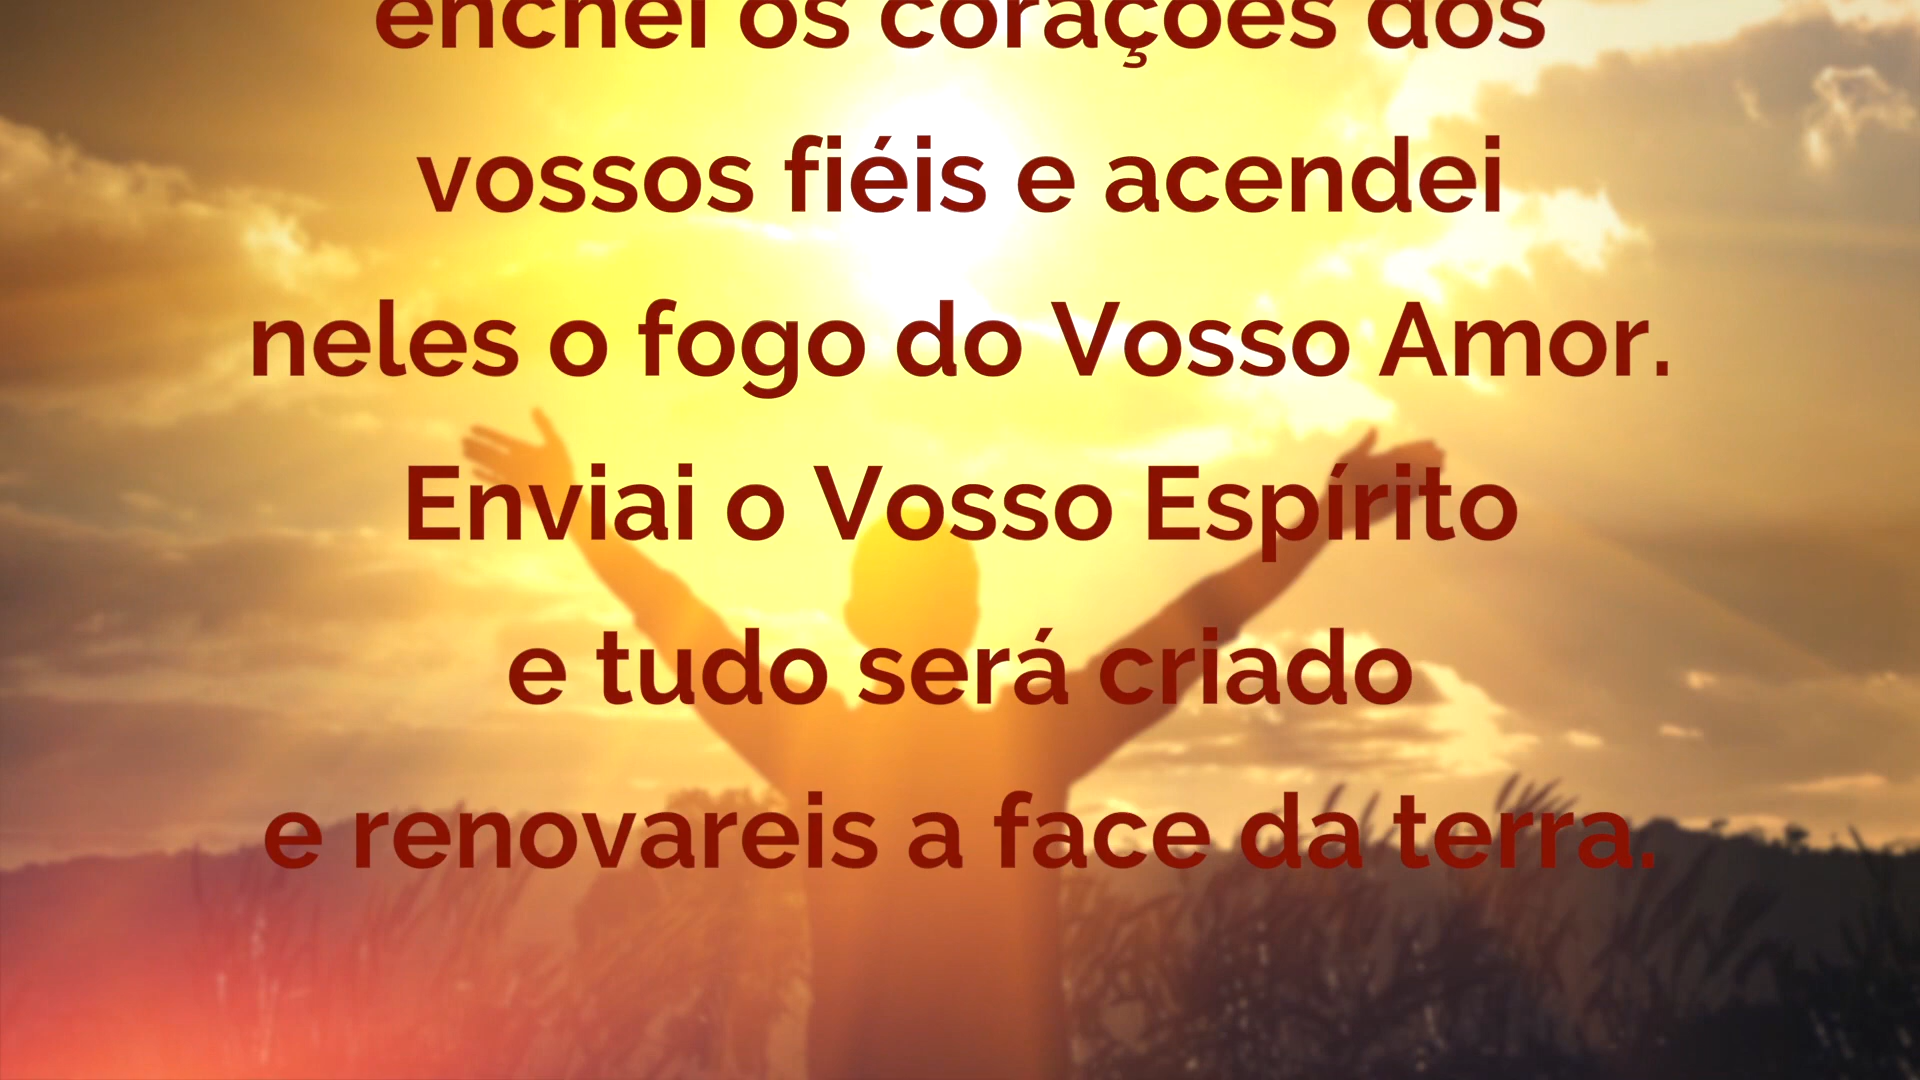 enchei os corações dos
vossos fiéis e acendei
neles o fogo do Vosso Amor.
Enviai o Vosso Espírito
e tudo será criado
e renovareis a face da terra.